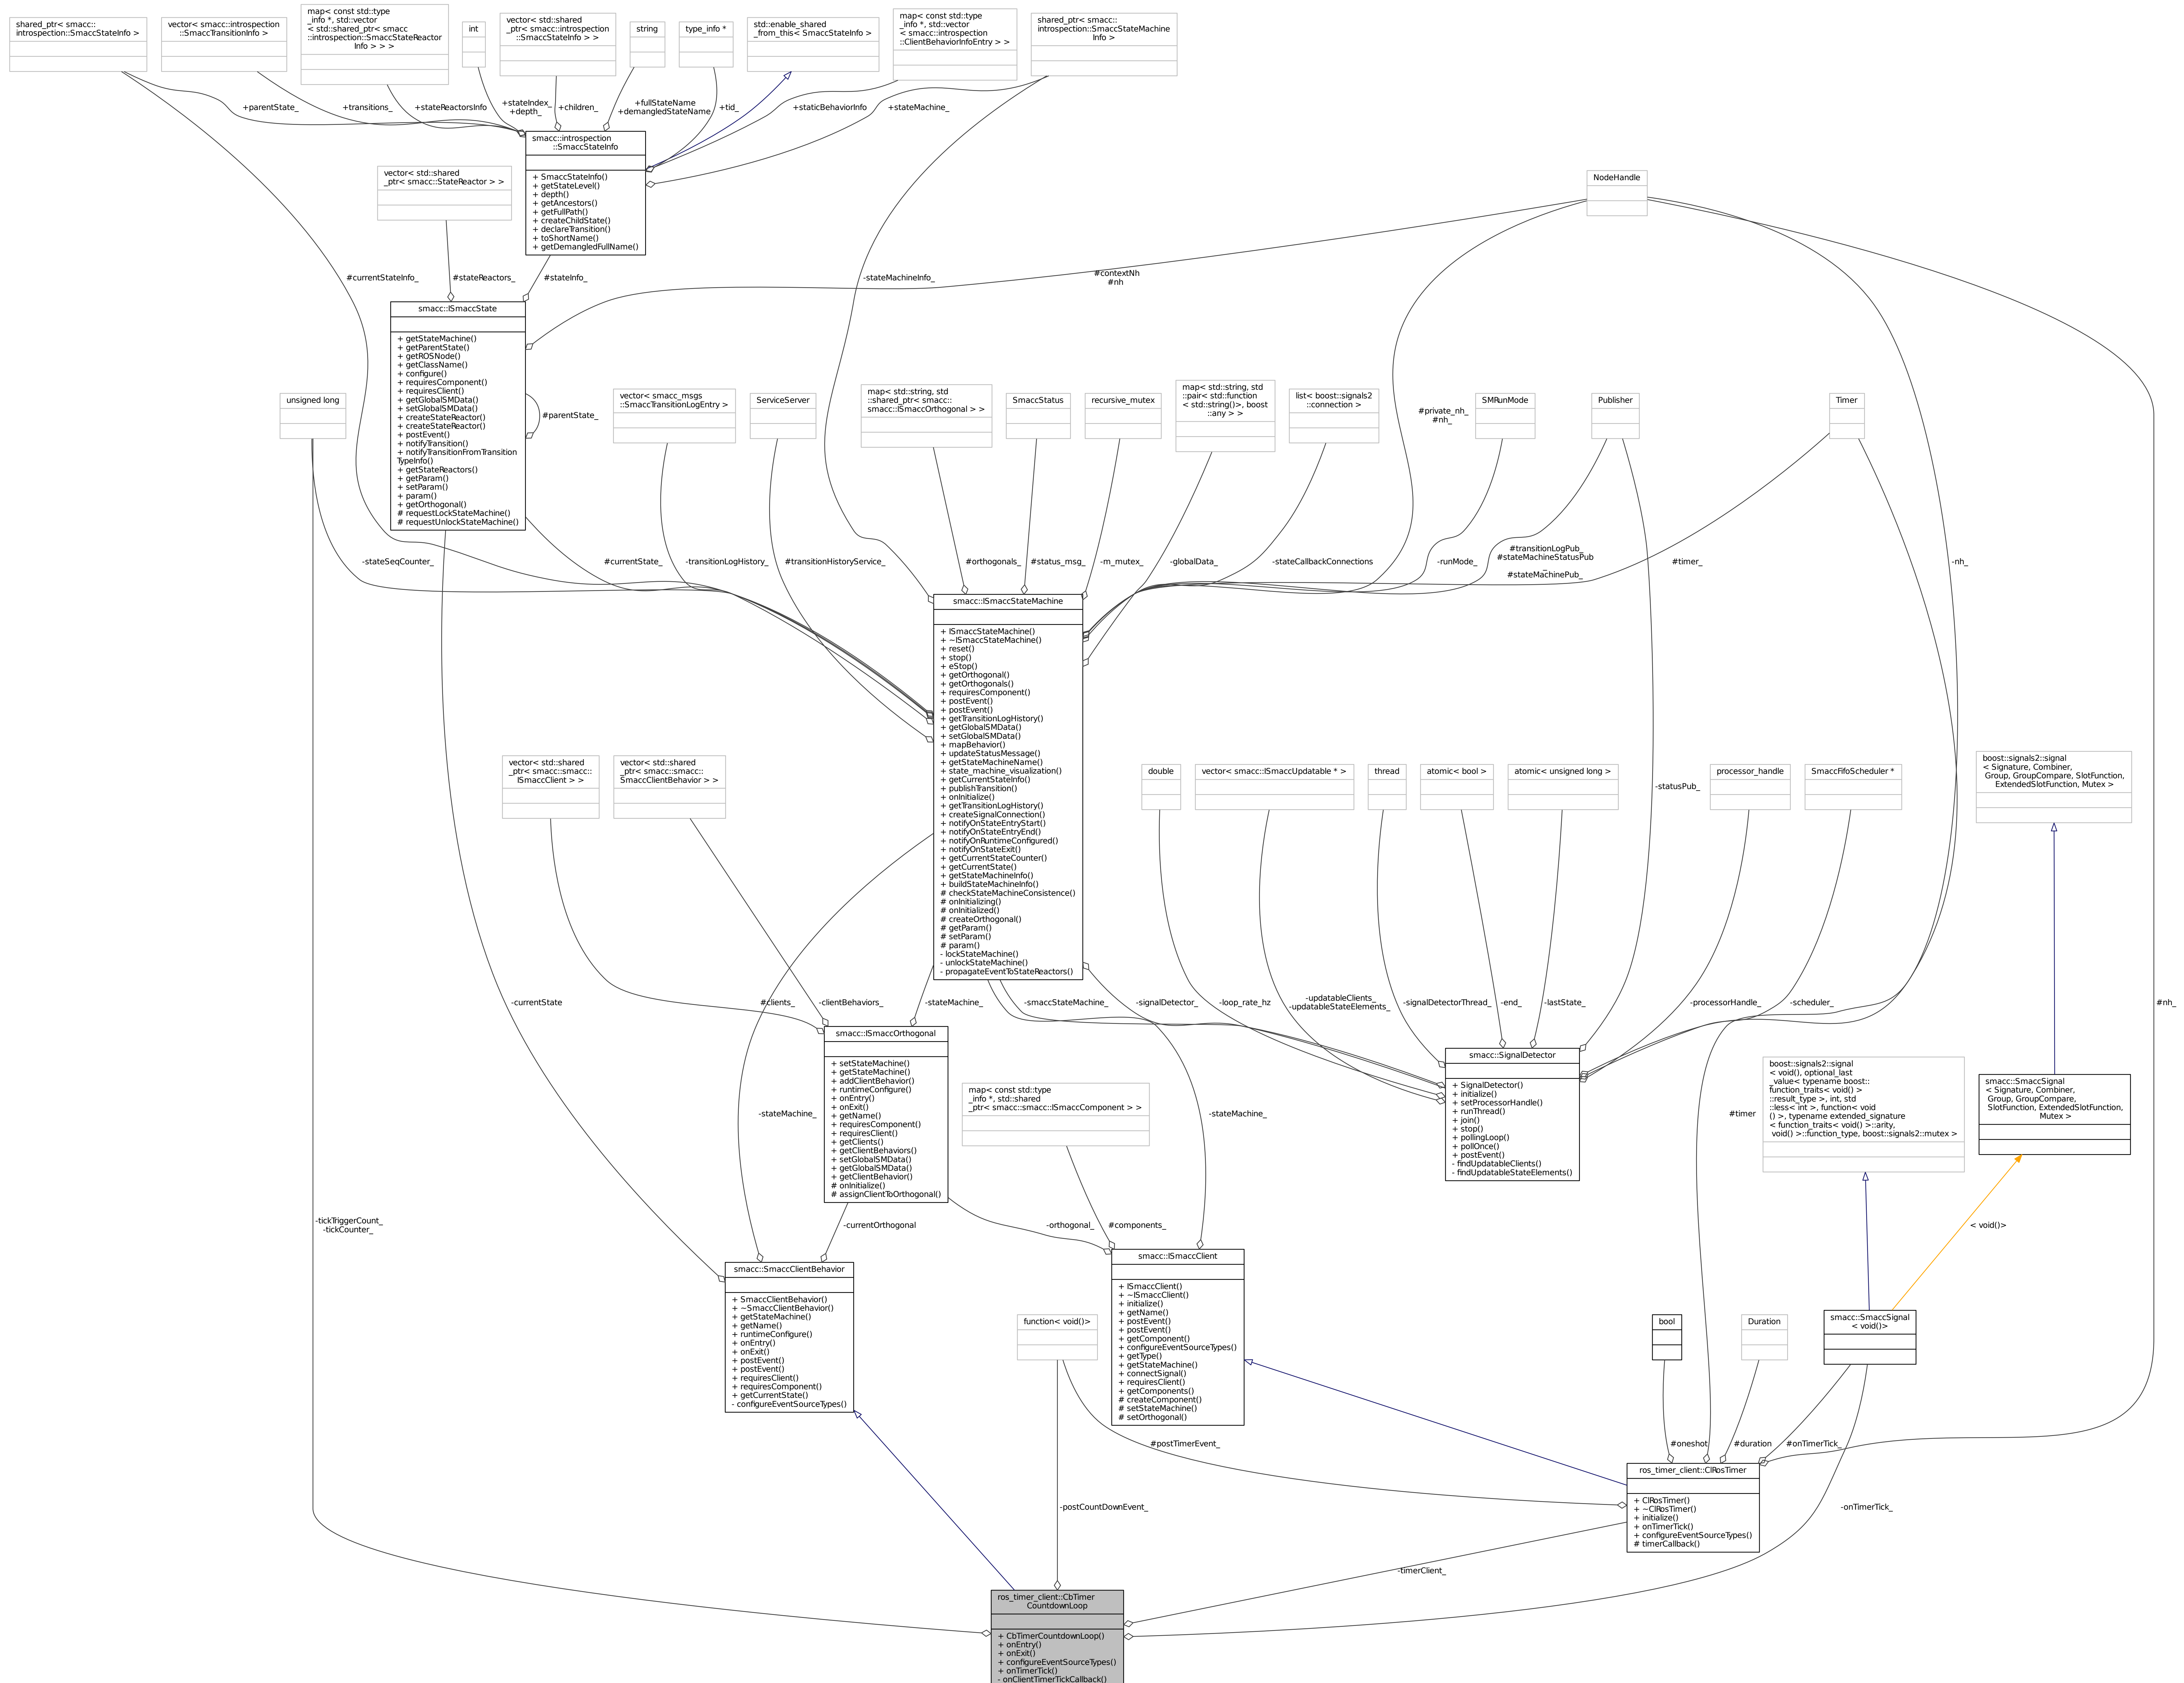 shared_ptr< smacc::
introspection::SmaccStateInfo >
vector< smacc::introspection
::SmaccTransitionInfo >
map< const std::type
_info *, std::vector
< std::shared_ptr< smacc
::introspection::SmaccStateReactor
Info > > >
int
vector< std::shared
_ptr< smacc::introspection
::SmaccStateInfo > >
string
type_info *
std::enable_shared
_from_this< SmaccStateInfo >
map< const std::type
_info *, std::vector
< smacc::introspection
::ClientBehaviorInfoEntry > >
shared_ptr< smacc::
introspection::SmaccStateMachine
Info >
+parentState_
+transitions_
+stateReactorsInfo
+stateIndex_
+depth_
+children_
+fullStateName
+demangledStateName
+tid_
+staticBehaviorInfo
+stateMachine_
smacc::introspection
::SmaccStateInfo
+ SmaccStateInfo()
+ getStateLevel()
+ depth()
+ getAncestors()
+ getFullPath()
+ createChildState()
+ declareTransition()
+ toShortName()
+ getDemangledFullName()
vector< std::shared
_ptr< smacc::StateReactor > >
NodeHandle
#currentStateInfo_
#stateReactors_
#stateInfo_
-stateMachineInfo_
#contextNh
#nh
smacc::ISmaccState
+ getStateMachine()
+ getParentState()
+ getROSNode()
+ getClassName()
+ configure()
+ requiresComponent()
+ requiresClient()
+ getGlobalSMData()
+ setGlobalSMData()
+ createStateReactor()
+ createStateReactor()
+ postEvent()
+ notifyTransition()
+ notifyTransitionFromTransition
TypeInfo()
+ getStateReactors()
+ getParam()
+ setParam()
+ param()
+ getOrthogonal()
# requestLockStateMachine()
# requestUnlockStateMachine()
#parentState_
unsigned long
vector< smacc_msgs
::SmaccTransitionLogEntry >
ServiceServer
map< std::string, std
::shared_ptr< smacc::
smacc::ISmaccOrthogonal > >
SmaccStatus
recursive_mutex
map< std::string, std
::pair< std::function
< std::string()>, boost
::any > >
list< boost::signals2
::connection >
#private_nh_
#nh_
SMRunMode
Publisher
Timer
-stateSeqCounter_
#currentState_
-transitionLogHistory_
#transitionHistoryService_
#orthogonals_
#status_msg_
-m_mutex_
-globalData_
-stateCallbackConnections
-runMode_
#transitionLogPub_
#stateMachineStatusPub
_
#stateMachinePub_
#timer_
-nh_
smacc::ISmaccStateMachine
+ ISmaccStateMachine()
+ ~ISmaccStateMachine()
+ reset()
+ stop()
+ eStop()
+ getOrthogonal()
+ getOrthogonals()
+ requiresComponent()
+ postEvent()
+ postEvent()
+ getTransitionLogHistory()
+ getGlobalSMData()
+ setGlobalSMData()
+ mapBehavior()
+ updateStatusMessage()
+ getStateMachineName()
+ state_machine_visualization()
+ getCurrentStateInfo()
+ publishTransition()
+ onInitialize()
+ getTransitionLogHistory()
+ createSignalConnection()
+ notifyOnStateEntryStart()
+ notifyOnStateEntryEnd()
+ notifyOnRuntimeConfigured()
+ notifyOnStateExit()
+ getCurrentStateCounter()
+ getCurrentState()
+ getStateMachineInfo()
+ buildStateMachineInfo()
# checkStateMachineConsistence()
# onInitializing()
# onInitialized()
# createOrthogonal()
# getParam()
# setParam()
# param()
- lockStateMachine()
- unlockStateMachine()
- propagateEventToStateReactors()
vector< std::shared
_ptr< smacc::smacc::
ISmaccClient > >
vector< std::shared
_ptr< smacc::smacc::
SmaccClientBehavior > >
double
vector< smacc::ISmaccUpdatable * >
thread
atomic< bool >
atomic< unsigned long >
-statusPub_
processor_handle
SmaccFifoScheduler *
boost::signals2::signal
< Signature, Combiner,
Group, GroupCompare, SlotFunction,
ExtendedSlotFunction, Mutex >
-currentState
#clients_
-clientBehaviors_
-stateMachine_
-smaccStateMachine_
-signalDetector_
-loop_rate_hz
-updatableClients_
-updatableStateElements_
-signalDetectorThread_
-end_
-lastState_
-processorHandle_
-scheduler_
#nh_
smacc::ISmaccOrthogonal
+ setStateMachine()
+ getStateMachine()
+ addClientBehavior()
+ runtimeConfigure()
+ onEntry()
+ onExit()
+ getName()
+ requiresComponent()
+ requiresClient()
+ getClients()
+ getClientBehaviors()
+ setGlobalSMData()
+ getGlobalSMData()
+ getClientBehavior()
# onInitialize()
# assignClientToOrthogonal()
map< const std::type
_info *, std::shared
_ptr< smacc::smacc::ISmaccComponent > >
smacc::SignalDetector
+ SignalDetector()
+ initialize()
+ setProcessorHandle()
+ runThread()
+ join()
+ stop()
+ pollingLoop()
+ pollOnce()
+ postEvent()
- findUpdatableClients()
- findUpdatableStateElements()
boost::signals2::signal
< void(), optional_last
_value< typename boost::
function_traits< void() >
::result_type >, int, std
::less< int >, function< void
() >, typename extended_signature
< function_traits< void() >::arity,
void() >::function_type, boost::signals2::mutex >
smacc::SmaccSignal
< Signature, Combiner,
Group, GroupCompare,
SlotFunction, ExtendedSlotFunction,
Mutex >
-stateMachine_
-stateMachine_
#timer
-tickTriggerCount_
-tickCounter_
-currentOrthogonal
-orthogonal_
#components_
< void()>
smacc::SmaccClientBehavior
+ SmaccClientBehavior()
+ ~SmaccClientBehavior()
+ getStateMachine()
+ getName()
+ runtimeConfigure()
+ onEntry()
+ onExit()
+ postEvent()
+ postEvent()
+ requiresClient()
+ requiresComponent()
+ getCurrentState()
- configureEventSourceTypes()
smacc::ISmaccClient
+ ISmaccClient()
+ ~ISmaccClient()
+ initialize()
+ getName()
+ postEvent()
+ postEvent()
+ getComponent()
+ configureEventSourceTypes()
+ getType()
+ getStateMachine()
+ connectSignal()
+ requiresClient()
+ getComponents()
# createComponent()
# setStateMachine()
# setOrthogonal()
function< void()>
bool
Duration
smacc::SmaccSignal
< void()>
#postTimerEvent_
#oneshot
#duration
#onTimerTick_
ros_timer_client::ClRosTimer
+ ClRosTimer()
+ ~ClRosTimer()
+ initialize()
+ onTimerTick()
+ configureEventSourceTypes()
# timerCallback()
-postCountDownEvent_
-onTimerTick_
-timerClient_
ros_timer_client::CbTimer
CountdownLoop
+ CbTimerCountdownLoop()
+ onEntry()
+ onExit()
+ configureEventSourceTypes()
+ onTimerTick()
- onClientTimerTickCallback()